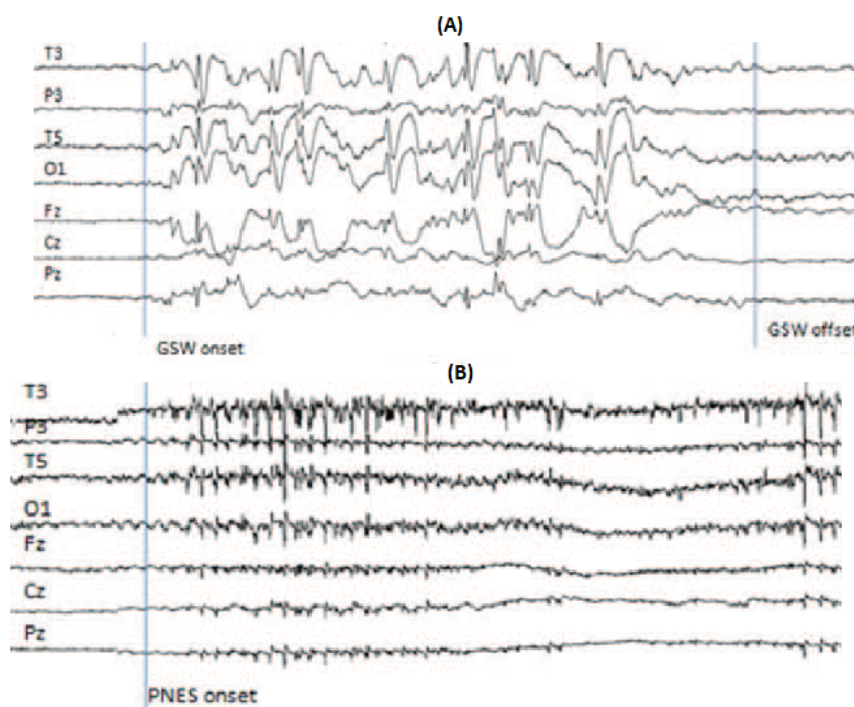 (A)
T3
P3
T5
O1
Fz
Cz
Pz
GSW onset
GSW offset
(B)
T3
P3
T5
O1
Fz
Cz
Pz
PNES onset